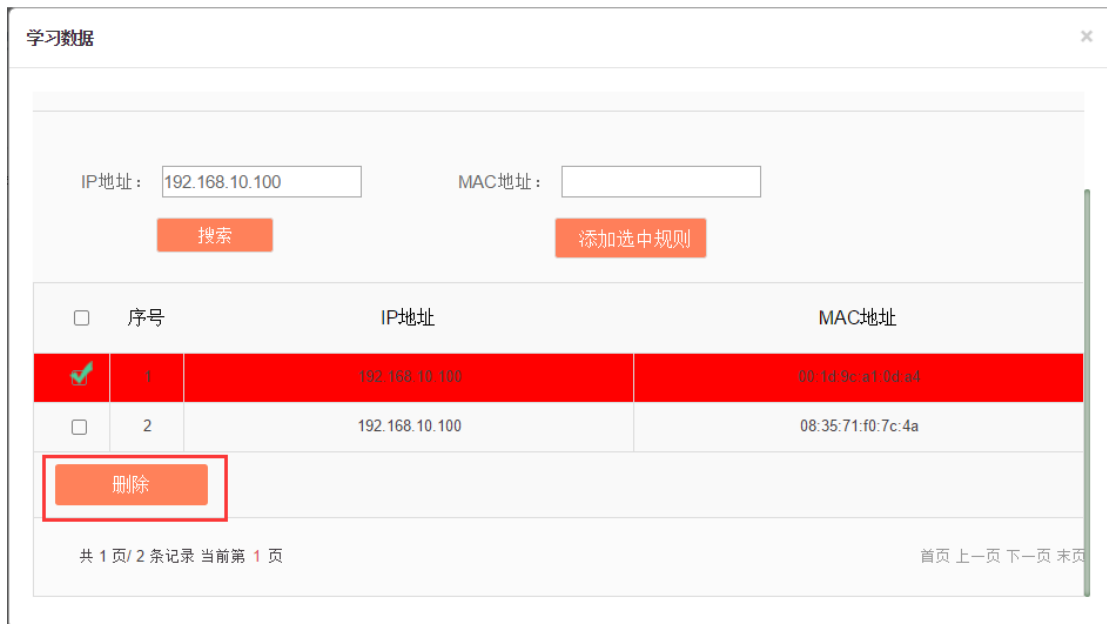 学习数据 ×
IP地址： 192.168.10.100 MAC地址：
搜索 添加选中规则
序号 IP地址 MAC地址
1 192.168.10.100 00:1d:9c:a1:0d:a4
2 192.168.10.100 08:35:71:f0:7c:4a
删除
共 1 页/ 2 条记录 当前第 1 页 首页 上一页 下一页 末页